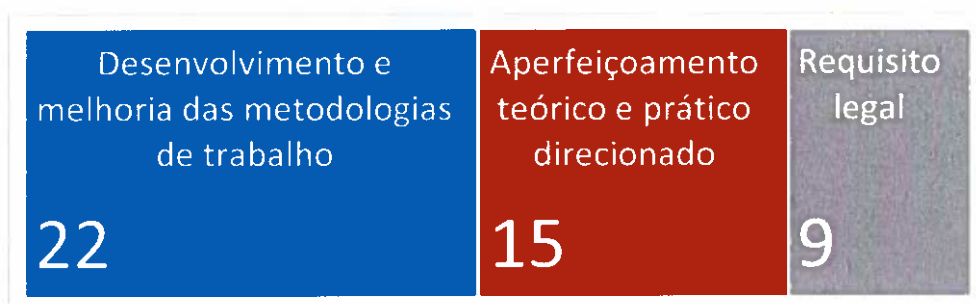 Desenvolvimento e
melhoria das metodologias
de trabalho
22
Aperfeiçoamento
teórico e prático
direcionado
15
Requisito
legal
9